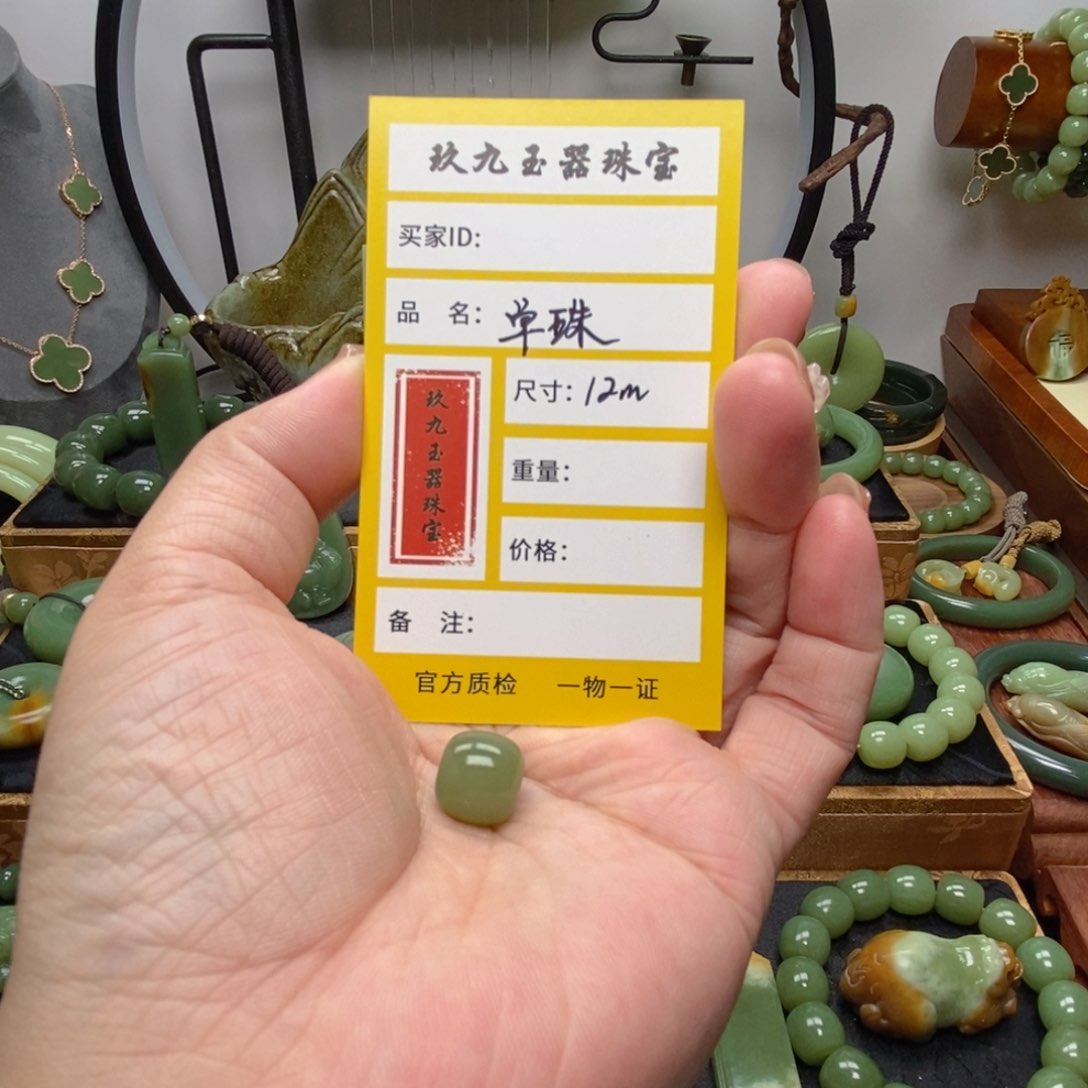 玖九玉器珠宝
买家ID:
品 名: 单珠
尺寸: 12m
重量:
价格:
玖九玉器珠宝
备 注:
官方质检 一物一证